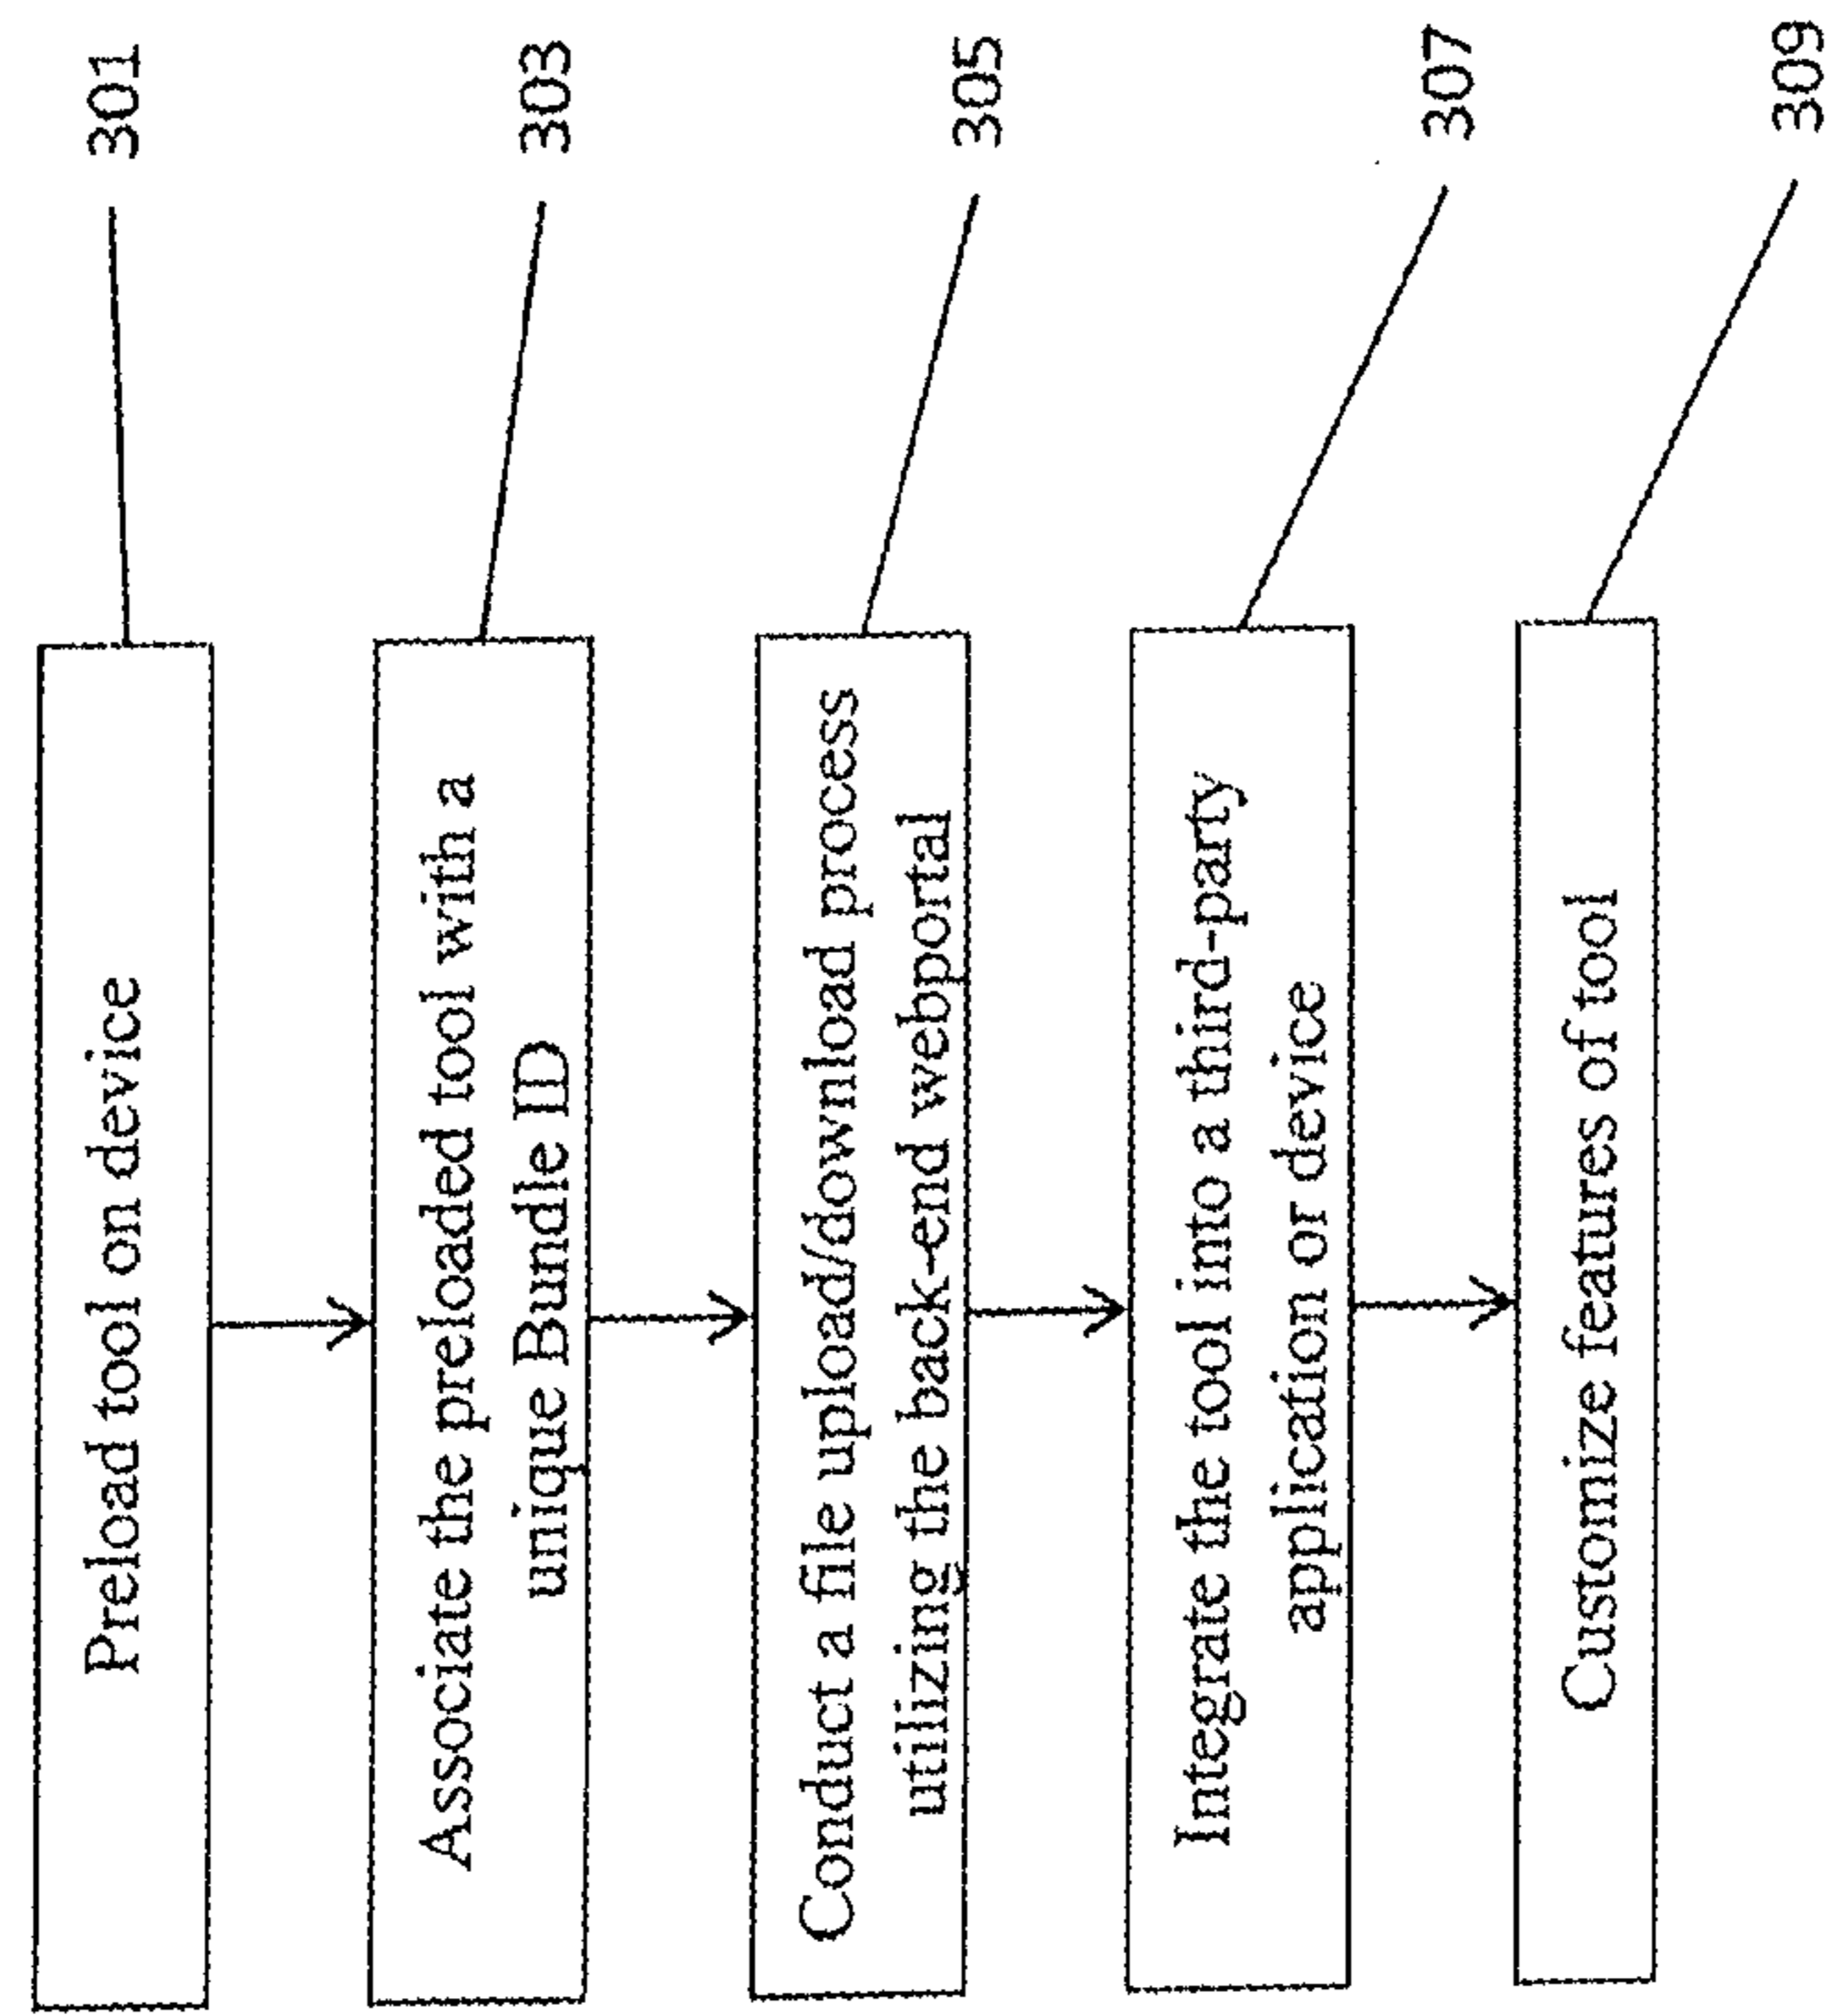 Preload tool on device
301
Associate the preloaded tool with a
unique Bundle ID
303
Conduct a file upload/download process
utilizing the back-end webportal
305
Integrate the tool into a third-party
application or device
307
Customize features of tool
309